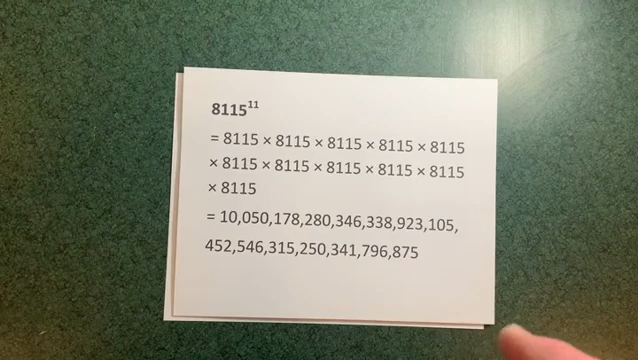 8115¹¹
= 8115 × 8115 × 8115 × 8115 × 8115
× 8115 × 8115 × 8115 × 8115 × 8115
× 8115
= 10,050,178,280,346,338,923,105,
452,546,315,250,341,796,875